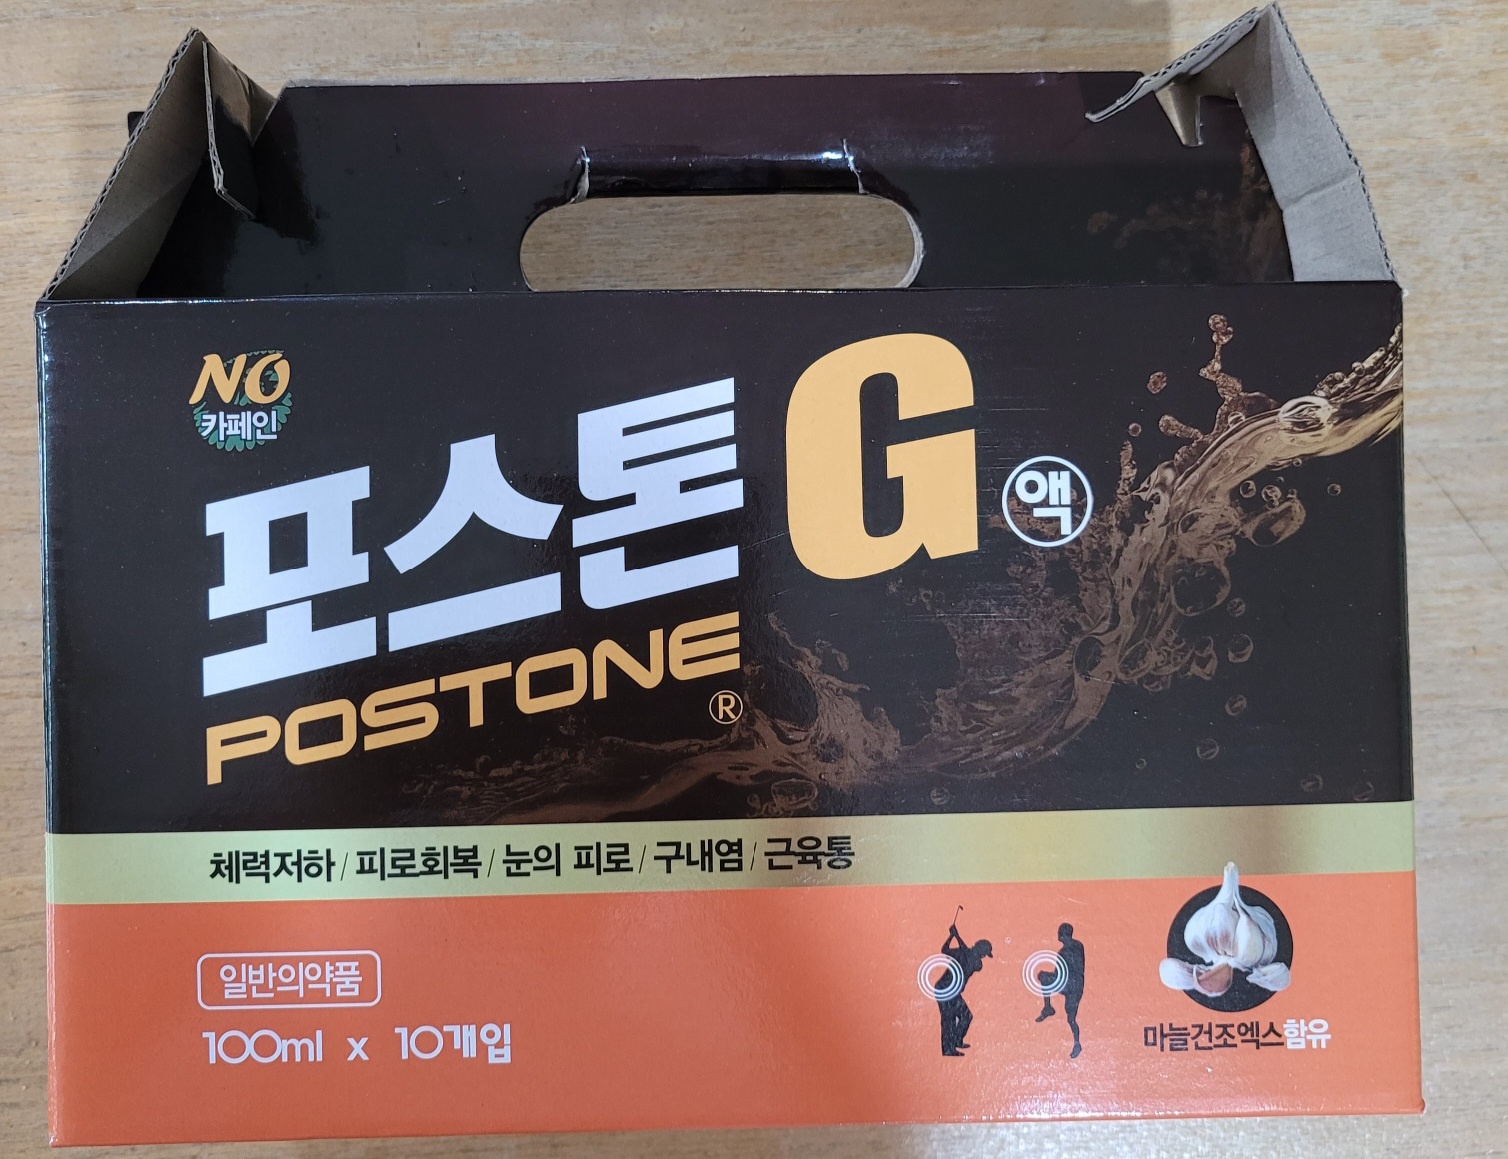 NO
카페인
포스톤 G 액
POSTONE ®
체력저하 / 피로회복 / 눈의 피로 / 구내염 / 근육통
일반의약품
100ml x 10개입
마늘건조엑스함유